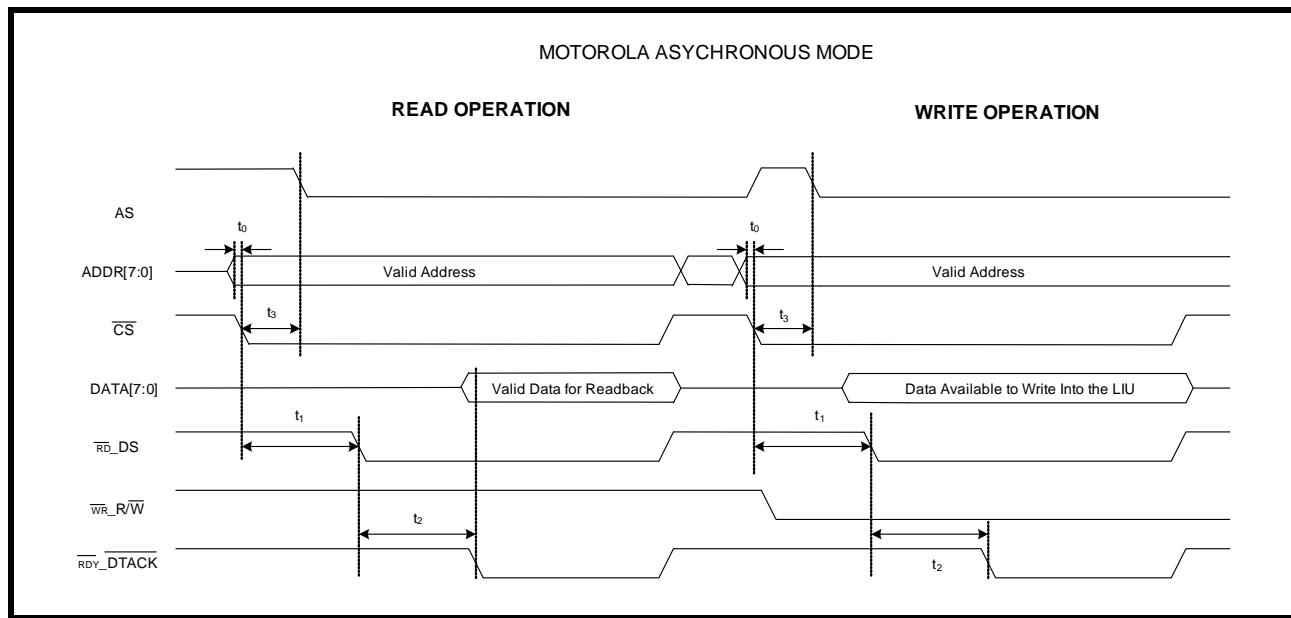 MOTOROLA ASYCHRONOUS MODE
READ OPERATION
WRITE OPERATION
AS
t0
t0
ADDR[7:0]
Valid Address
Valid Address
CS
t3
t3
DATA[7:0]
Valid Data for Readback
Data Available to Write Into the LIU
t1
t1
RD_DS
WR_R/W
t2
t2
RDY_DTACK